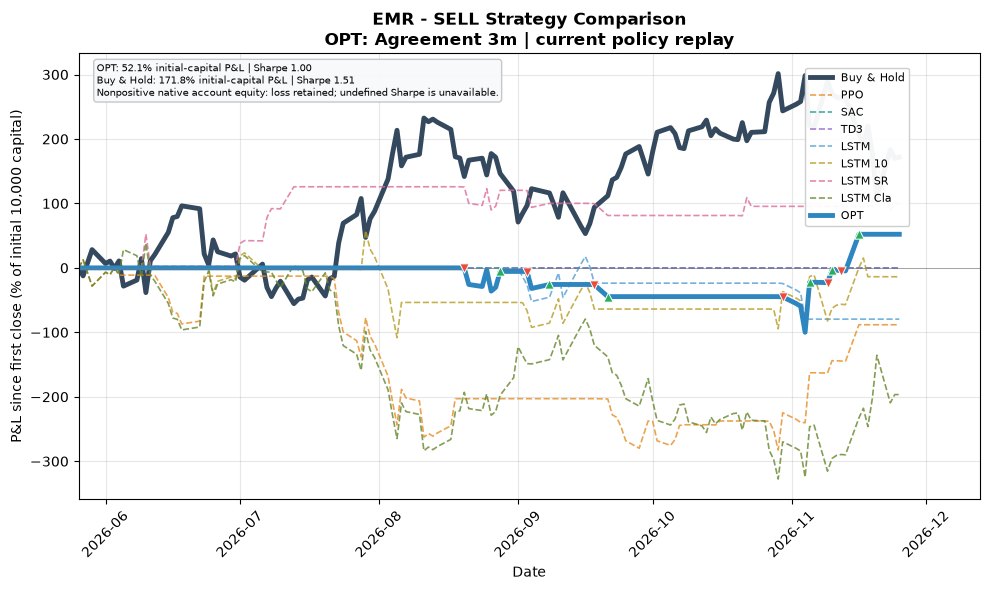 EMR - SELL Strategy Comparison
OPT: Agreement 3m | current policy replay
OPT: 52.1% initial-capital P&L | Sharpe 1.00
Buy & Hold: 171.8% initial-capital P&L | Sharpe 1.51
Nonpositive native account equity: loss retained; undefined Sharpe is unavailable.
Buy & Hold
PPO
SAC
TD3
LSTM
LSTM 10
LSTM SR
LSTM Cla
OPT
P&L since first close (% of initial 10,000 capital)
300
200
100
0
−100
−200
−300
2026-06
2026-07
2026-08
2026-09
2026-10
2026-11
2026-12
Date